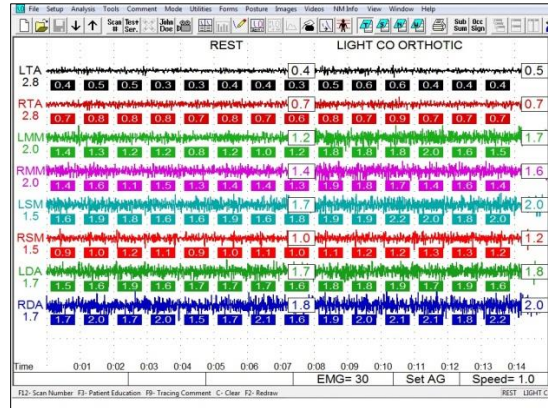 File Setup Analysis Tools Comment Mode Utilities Forms Posture Images Videos NM Info View Window Help
Scan # Test+ Ser. John Doe Sub Sum Occ Sign
REST LIGHT CO ORTHOTIC
LTA 0.4 0.5
2.8 0.4 0.5 0.5 0.3 0.3 0.4 0.4 0.3 0.4 0.5 0.6 0.6 0.4 0.4
RTA 0.7 0.7
2.8 0.7 0.8 0.8 0.7 0.8 0.7 0.8 0.6 0.8 0.7 0.9 0.7 0.7
LMM 1.2 1.7
2.0 1.4 1.3 1.2 1.2 0.8 1.2 1.0 1.2 1.8 1.8 1.8 2.0 1.6 1.5
RMM 1.4 1.6
2.0 1.4 1.6 1.1 1.5 1.3 1.4 1.4 1.3 1.9 1.8 1.7 1.4 1.6 1.4
LSM 1.7 2.0
1.5 1.6 1.9 1.8 1.6 1.6 1.9 1.6 1.8 1.9 2.2 2.0 1.8 2.0
RSM 1.0 1.2
1.5 0.9 1.0 1.2 1.1 0.9 1.0 1.1 1.0 1.1 1.2 1.3 1.2
LDA 1.7 1.8
1.7 1.5 1.6 1.9 1.6 1.7 1.6 1.8 1.8 1.9 1.7 1.9 1.6
RDA 1.8 2.0
1.7 1.7 2.0 1.7 2.0 1.5 1.7 2.1 1.6 1.9 2.0 2.1 1.6 1.8 2.2
Time 0:01 0:02 0:03 0:04 0:05 0:06 0:07 0:08 0:09 0:10 0:11 0:12 0:13 0:14
EMG= 30 Set AG Speed= 1.0
F12- Scan Number F3- Patient Education F9- Tracing Comment C- Clear F2- Redraw REST LIGHT C